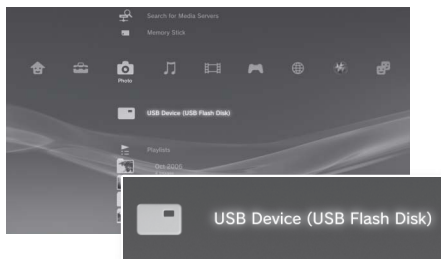 Search for Media Servers
Memory Stick
Photo
USB Device (USB Flash Disk)
Playlists
Oct 2006
USB Device (USB Flash Disk)